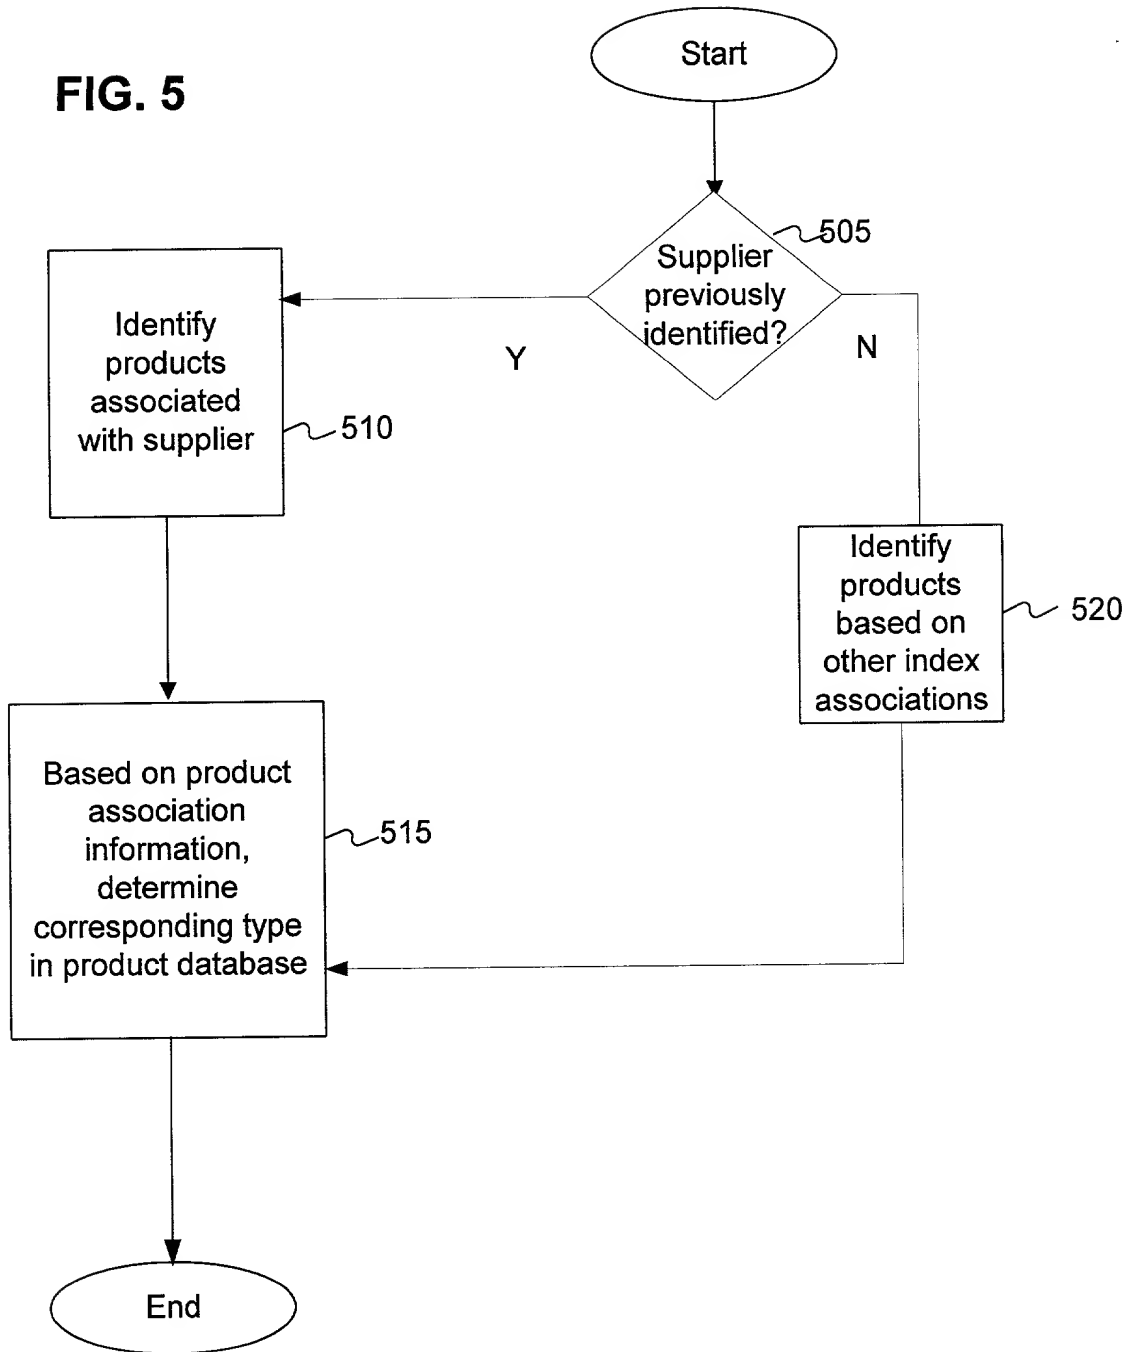 Start
FIG. 5
505
Supplier
previously
identified?
Y
N
Identify
products
associated
with supplier
510
Identify
products
based on
other index
associations
520
Based on product
association
information,
determine
corresponding type
in product database
515
End